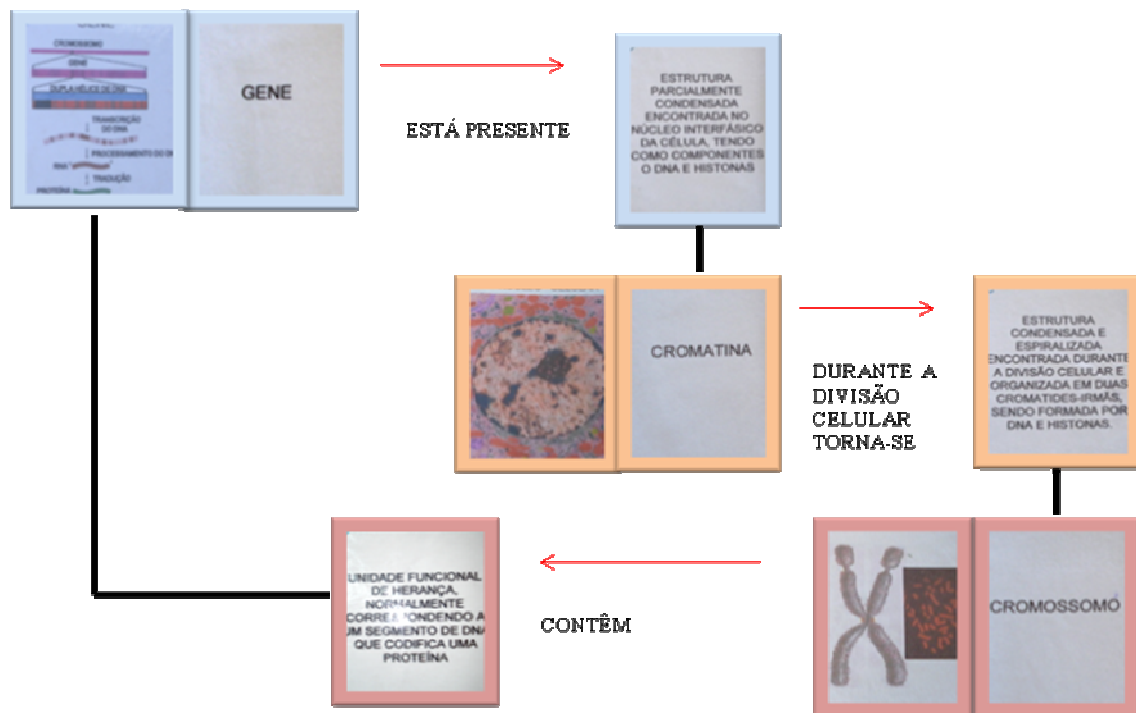 CROMOSSOMO
GENE
DUPLA HÉLICE DE DNA
TRANSCRIÇÃO
DO DNA
PROCESSAMENTO DO
RNA
TRADUÇÃO
PROTEÍNA
GENE
ESTÁ PRESENTE
ESTRUTURA
PARCIALMENTE
CONDENSADA
ENCONTRADA NO
NÚCLEO INTERFÁSICO
DA CÉLULA, TENDO
COMO COMPONENTES
O DNA E HISTONAS
CROMATINA
DURANTE A
DIVISÃO
CELULAR
TORNA-SE
ESTRUTURA
CONDENSADA E
ESPIRALIZADA
ENCONTRADA DURANTE
A DIVISÃO CELULAR E
ORGANIZADA EM DUAS
CROMATIDES-IRMÃS,
SENDO FORMADA POR
DNA E HISTONAS.
CROMOSSOMO
CONTÊM
UNIDADE FUNCIONAL
DE HERANÇA,
NORMALMENTE
CORRESPONDENDO A
UM SEGMENTO DE DNA
QUE CODIFICA UMA
PROTEÍNA